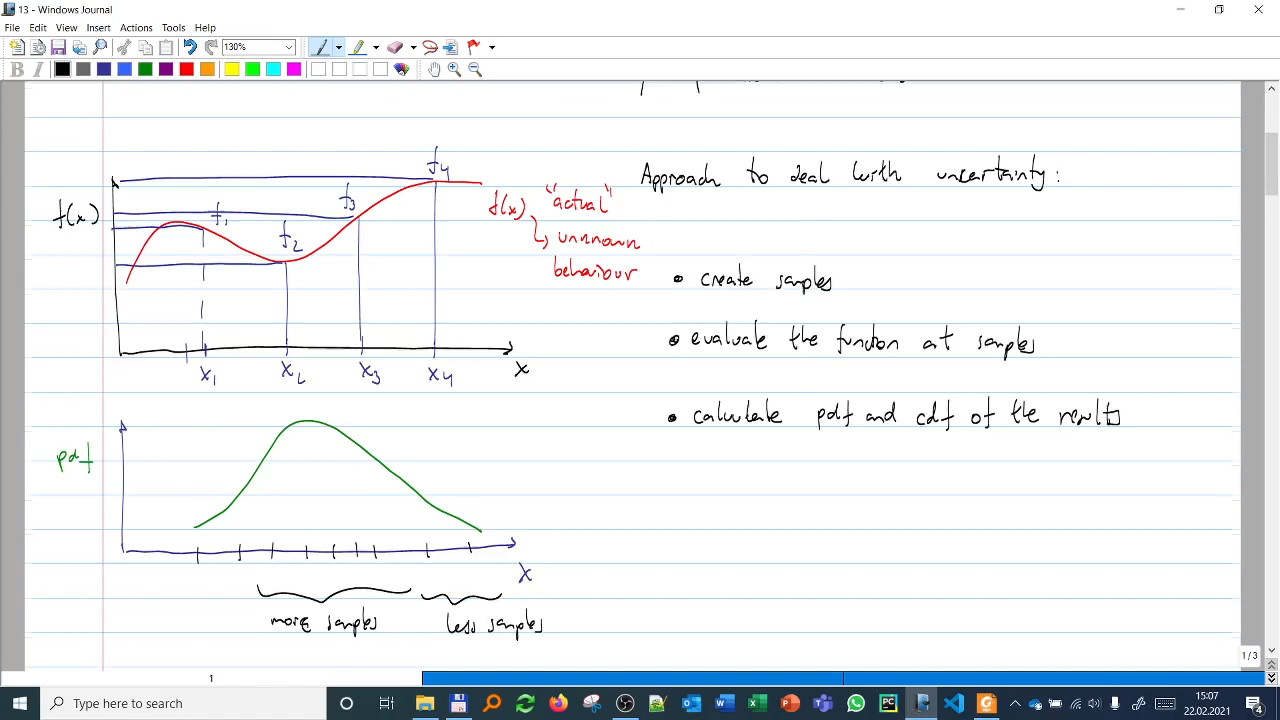 13 - Windows Journal
File Edit View Insert Actions Tools Help
130%
B I
Approach to deal with uncertainty:
f(x)
f1
f2
f3
f4
f(x) "actual"
unknown
behaviour
x1 x2 x3 x4 x
• create samples
• evaluate the function at samples
• calculate pdf and cdf of the results
pdf
x
more samples
less samples
1 / 3
1
Type here to search
15:07
22.02.2021